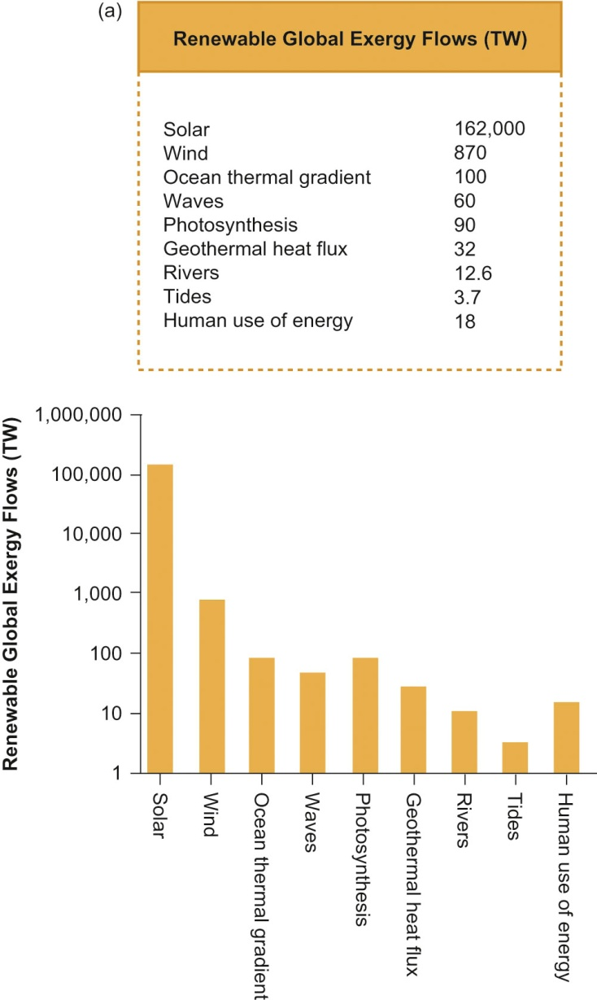 (a)
Renewable Global Exergy Flows (TW)
Solar 162,000
Wind 870
Ocean thermal gradient 100
Waves 60
Photosynthesis 90
Geothermal heat flux 32
Rivers 12.6
Tides 3.7
Human use of energy 18
Renewable Global Exergy Flows (TW)
1,000,000
100,000
10,000
1,000
100
10
1
Solar
Wind
Ocean thermal gradient
Waves
Photosynthesis
Geothermal heat flux
Rivers
Tides
Human use of energy